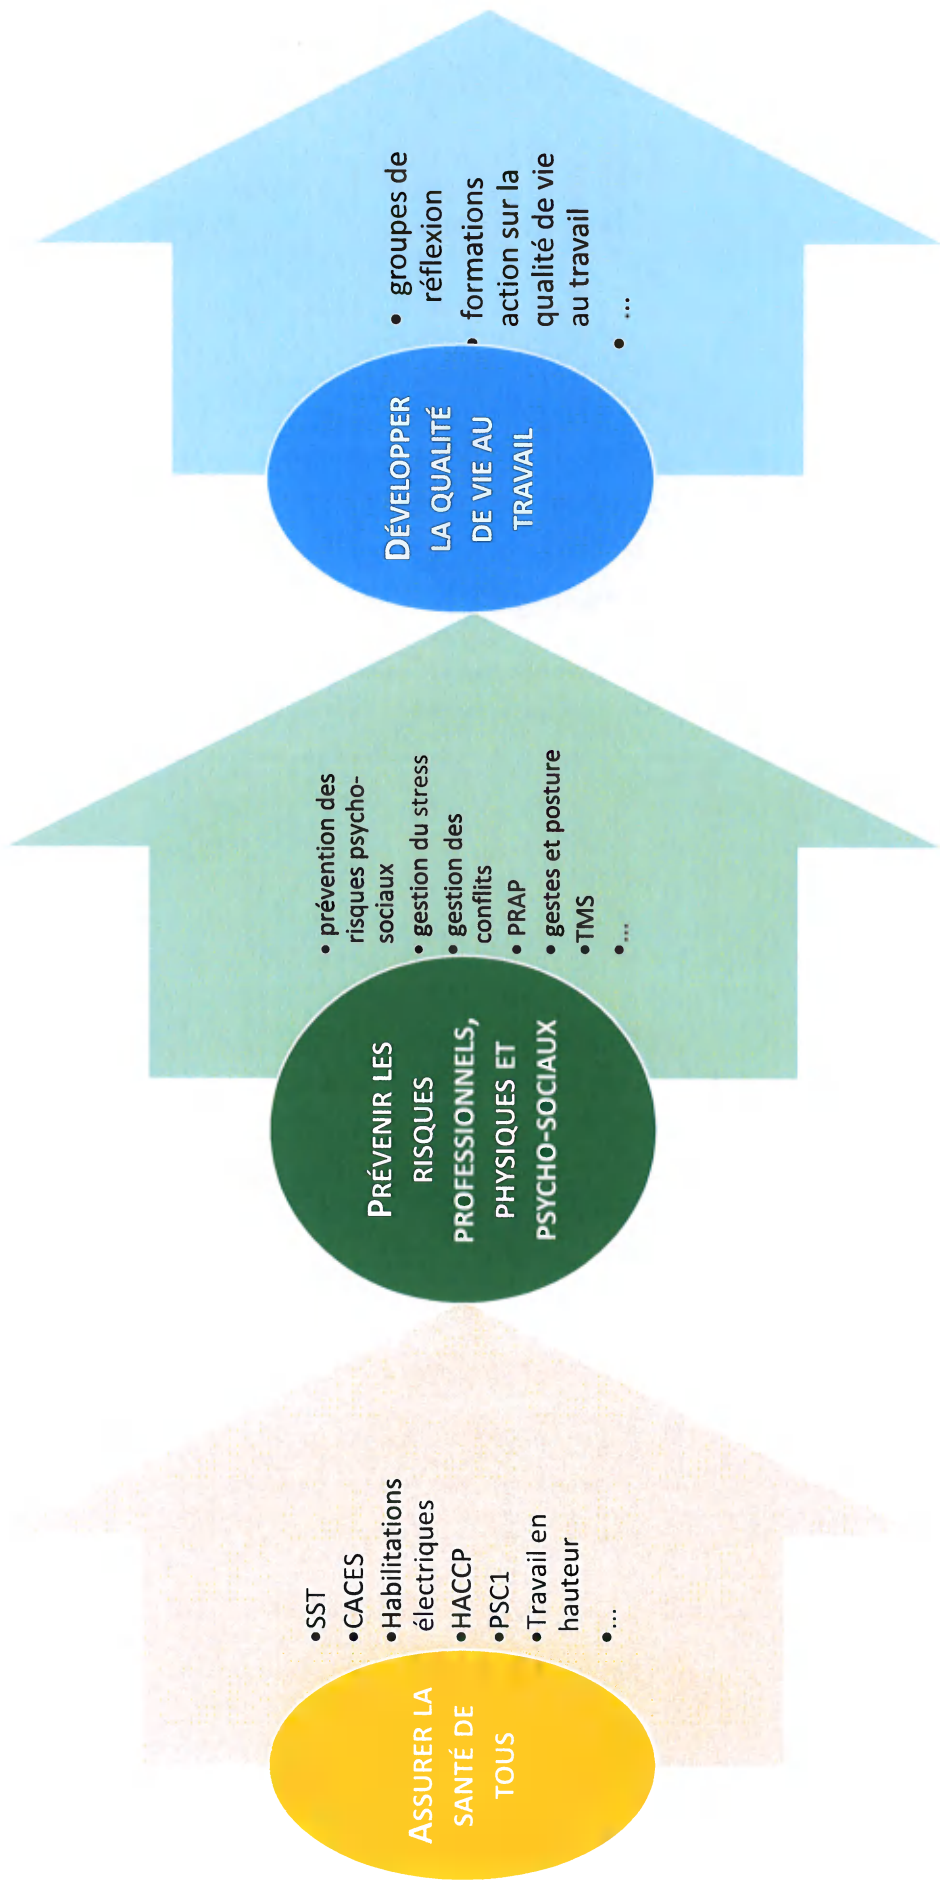 ASSURER LA
SANTÉ DE
TOUS
•SST
•CACES
•Habilitations
électriques
•HACCP
•PSC1
•Travail en
hauteur
•...
PRÉVENIR LES
RISQUES
PROFESSIONNELS,
PHYSIQUES ET
PSYCHO-SOCIAUX
• prévention des
risques psycho-
sociaux
• gestion du stress
• gestion des
conflits
• PRAP
• gestes et posture
•TMS
•...
DÉVELOPPER
LA QUALITÉ
DE VIE AU
TRAVAIL
• groupes de
réflexion
• formations
action sur la
qualité de vie
au travail
• ...